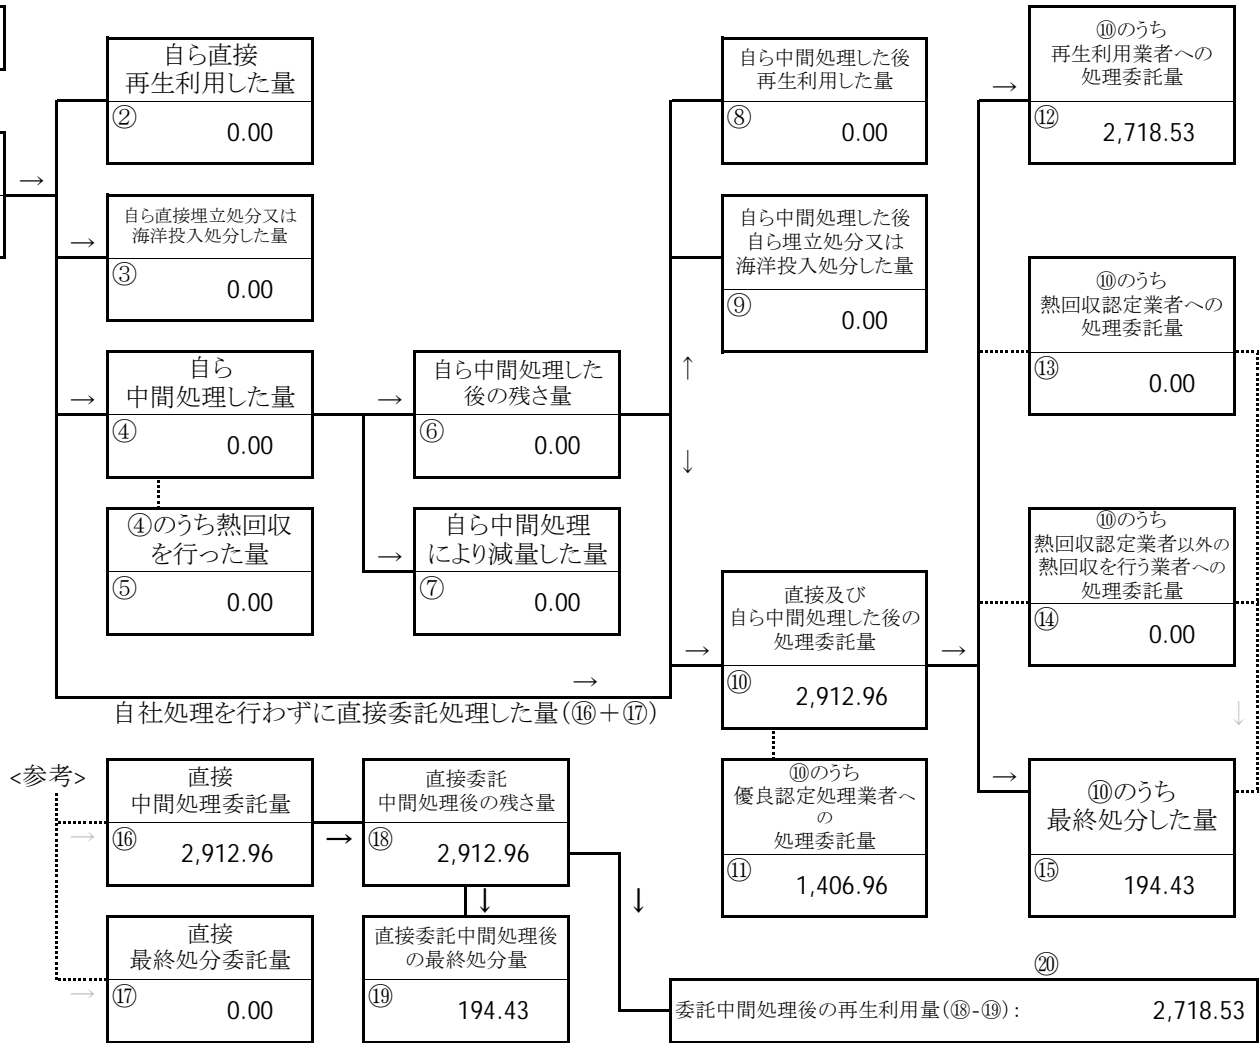 自ら直接
再生利用した量
②
0.00
→
自ら直接埋立処分又は
海洋投入処分した量
→
③
0.00
自ら
中間処理した量
→
④
0.00
④のうち熱回収
を行った量
⑤
0.00
自ら中間処理した
後の残さ量
→
⑥
0.00
自ら中間処理
により減量した量
→
⑦
0.00
自ら中間処理した後
再生利用した量
⑧
0.00
自ら中間処理した後
自ら埋立処分又は
海洋投入処分した量
⑨
0.00
↑
↓
直接及び
自ら中間処理した後の
処理委託量
→
⑩
2,912.96
→
⑩のうち
優良認定処理業者へ
の
処理委託量
⑪
1,406.96
⑩のうち
再生利用業者への
処理委託量
→
⑫
2,718.53
⑩のうち
熱回収認定業者への
処理委託量
⑬
0.00
⑩のうち
熱回収認定業者以外の
熱回収を行う業者への
処理委託量
⑭
0.00
↓
→
⑩のうち
最終処分した量
⑮
194.43
→
自社処理を行わずに直接委託処理した量(⑯+⑰)
<参考>
直接
中間処理委託量
→
⑯
2,912.96
→
直接委託
中間処理後の残さ量
⑱
2,912.96
↓
↓
直接
最終処分委託量
→
⑰
0.00
直接委託中間処理後
の最終処分量
⑲
194.43
⑳
委託中間処理後の再生利用量(⑱-⑲): 2,718.53